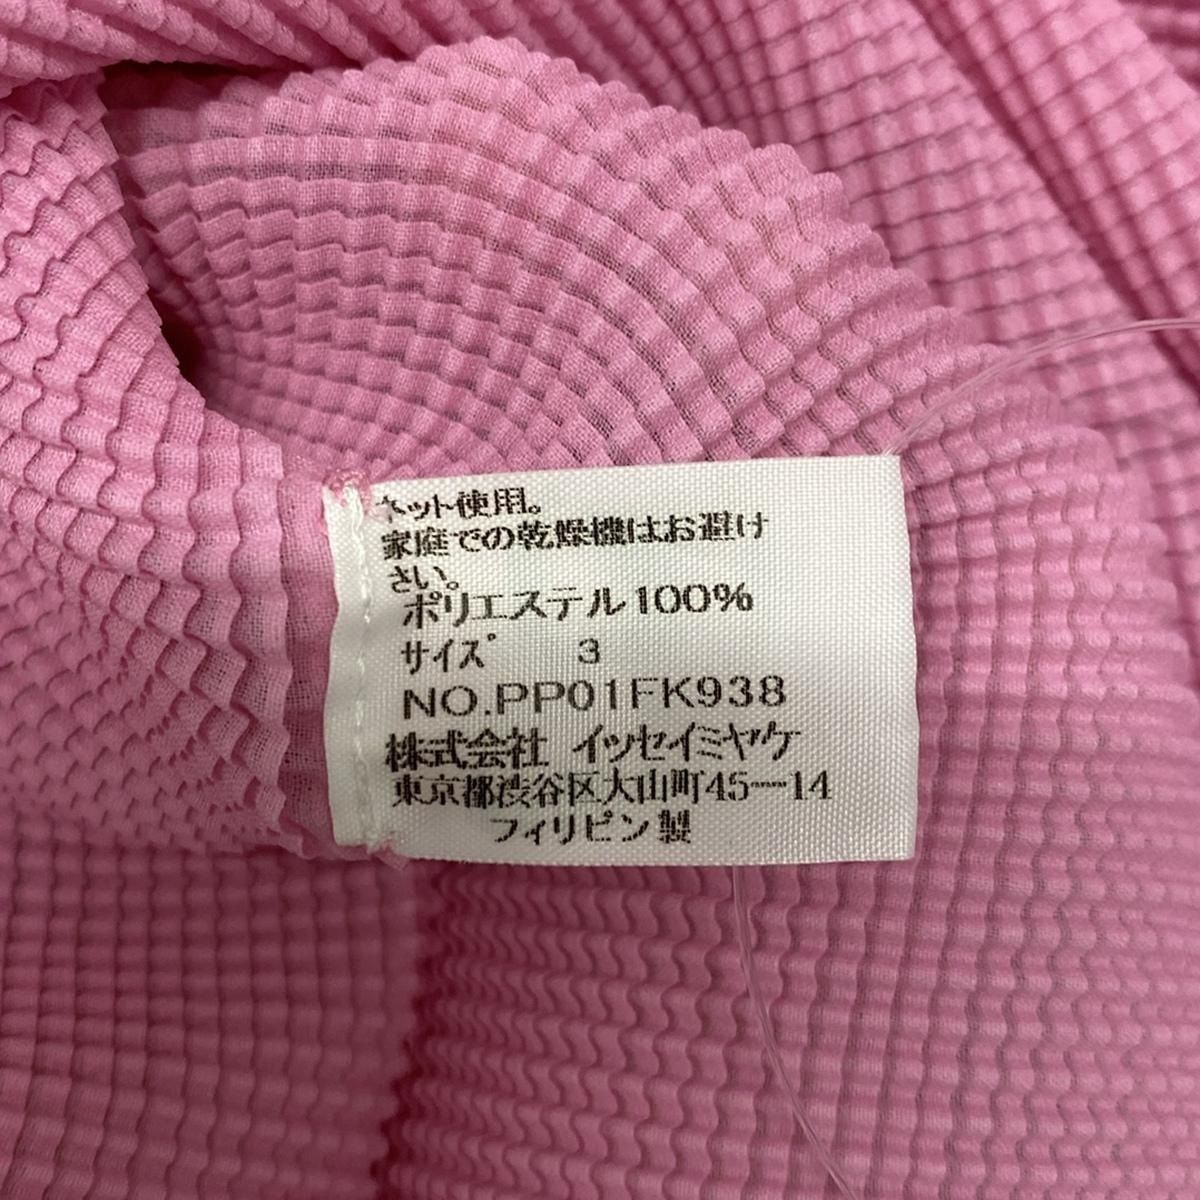 ネット使用。
家庭での乾燥機はお避け
さい。
ポリエステル100%
サイズ 3
NO.PP01FK938
株式会社 イッセイミヤケ
東京都渋谷区大山町45-14
フィリピン製